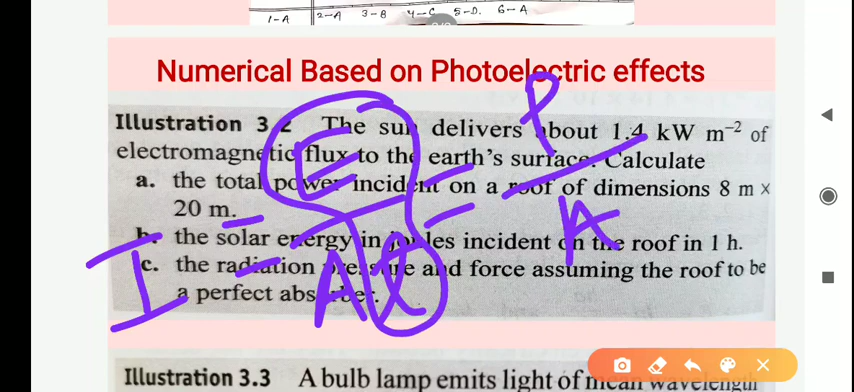 1-A 2-A 3-B 4-C 5-D. 6-A
Numerical Based on Photoelectric effects
Illustration 3.2 The sun delivers about 1.4 kW m⁻² of
electromagnetic flux to the earth's surface. Calculate
a. the total power incident on a roof of dimensions 8 m ×
20 m.
b. the solar energy in joules incident on the roof in 1 h.
c. the radiation pressure and force assuming the roof to be
a perfect absorber.
I = E / At = P / A
Illustration 3.3 A bulb lamp emits light of mean wavelength